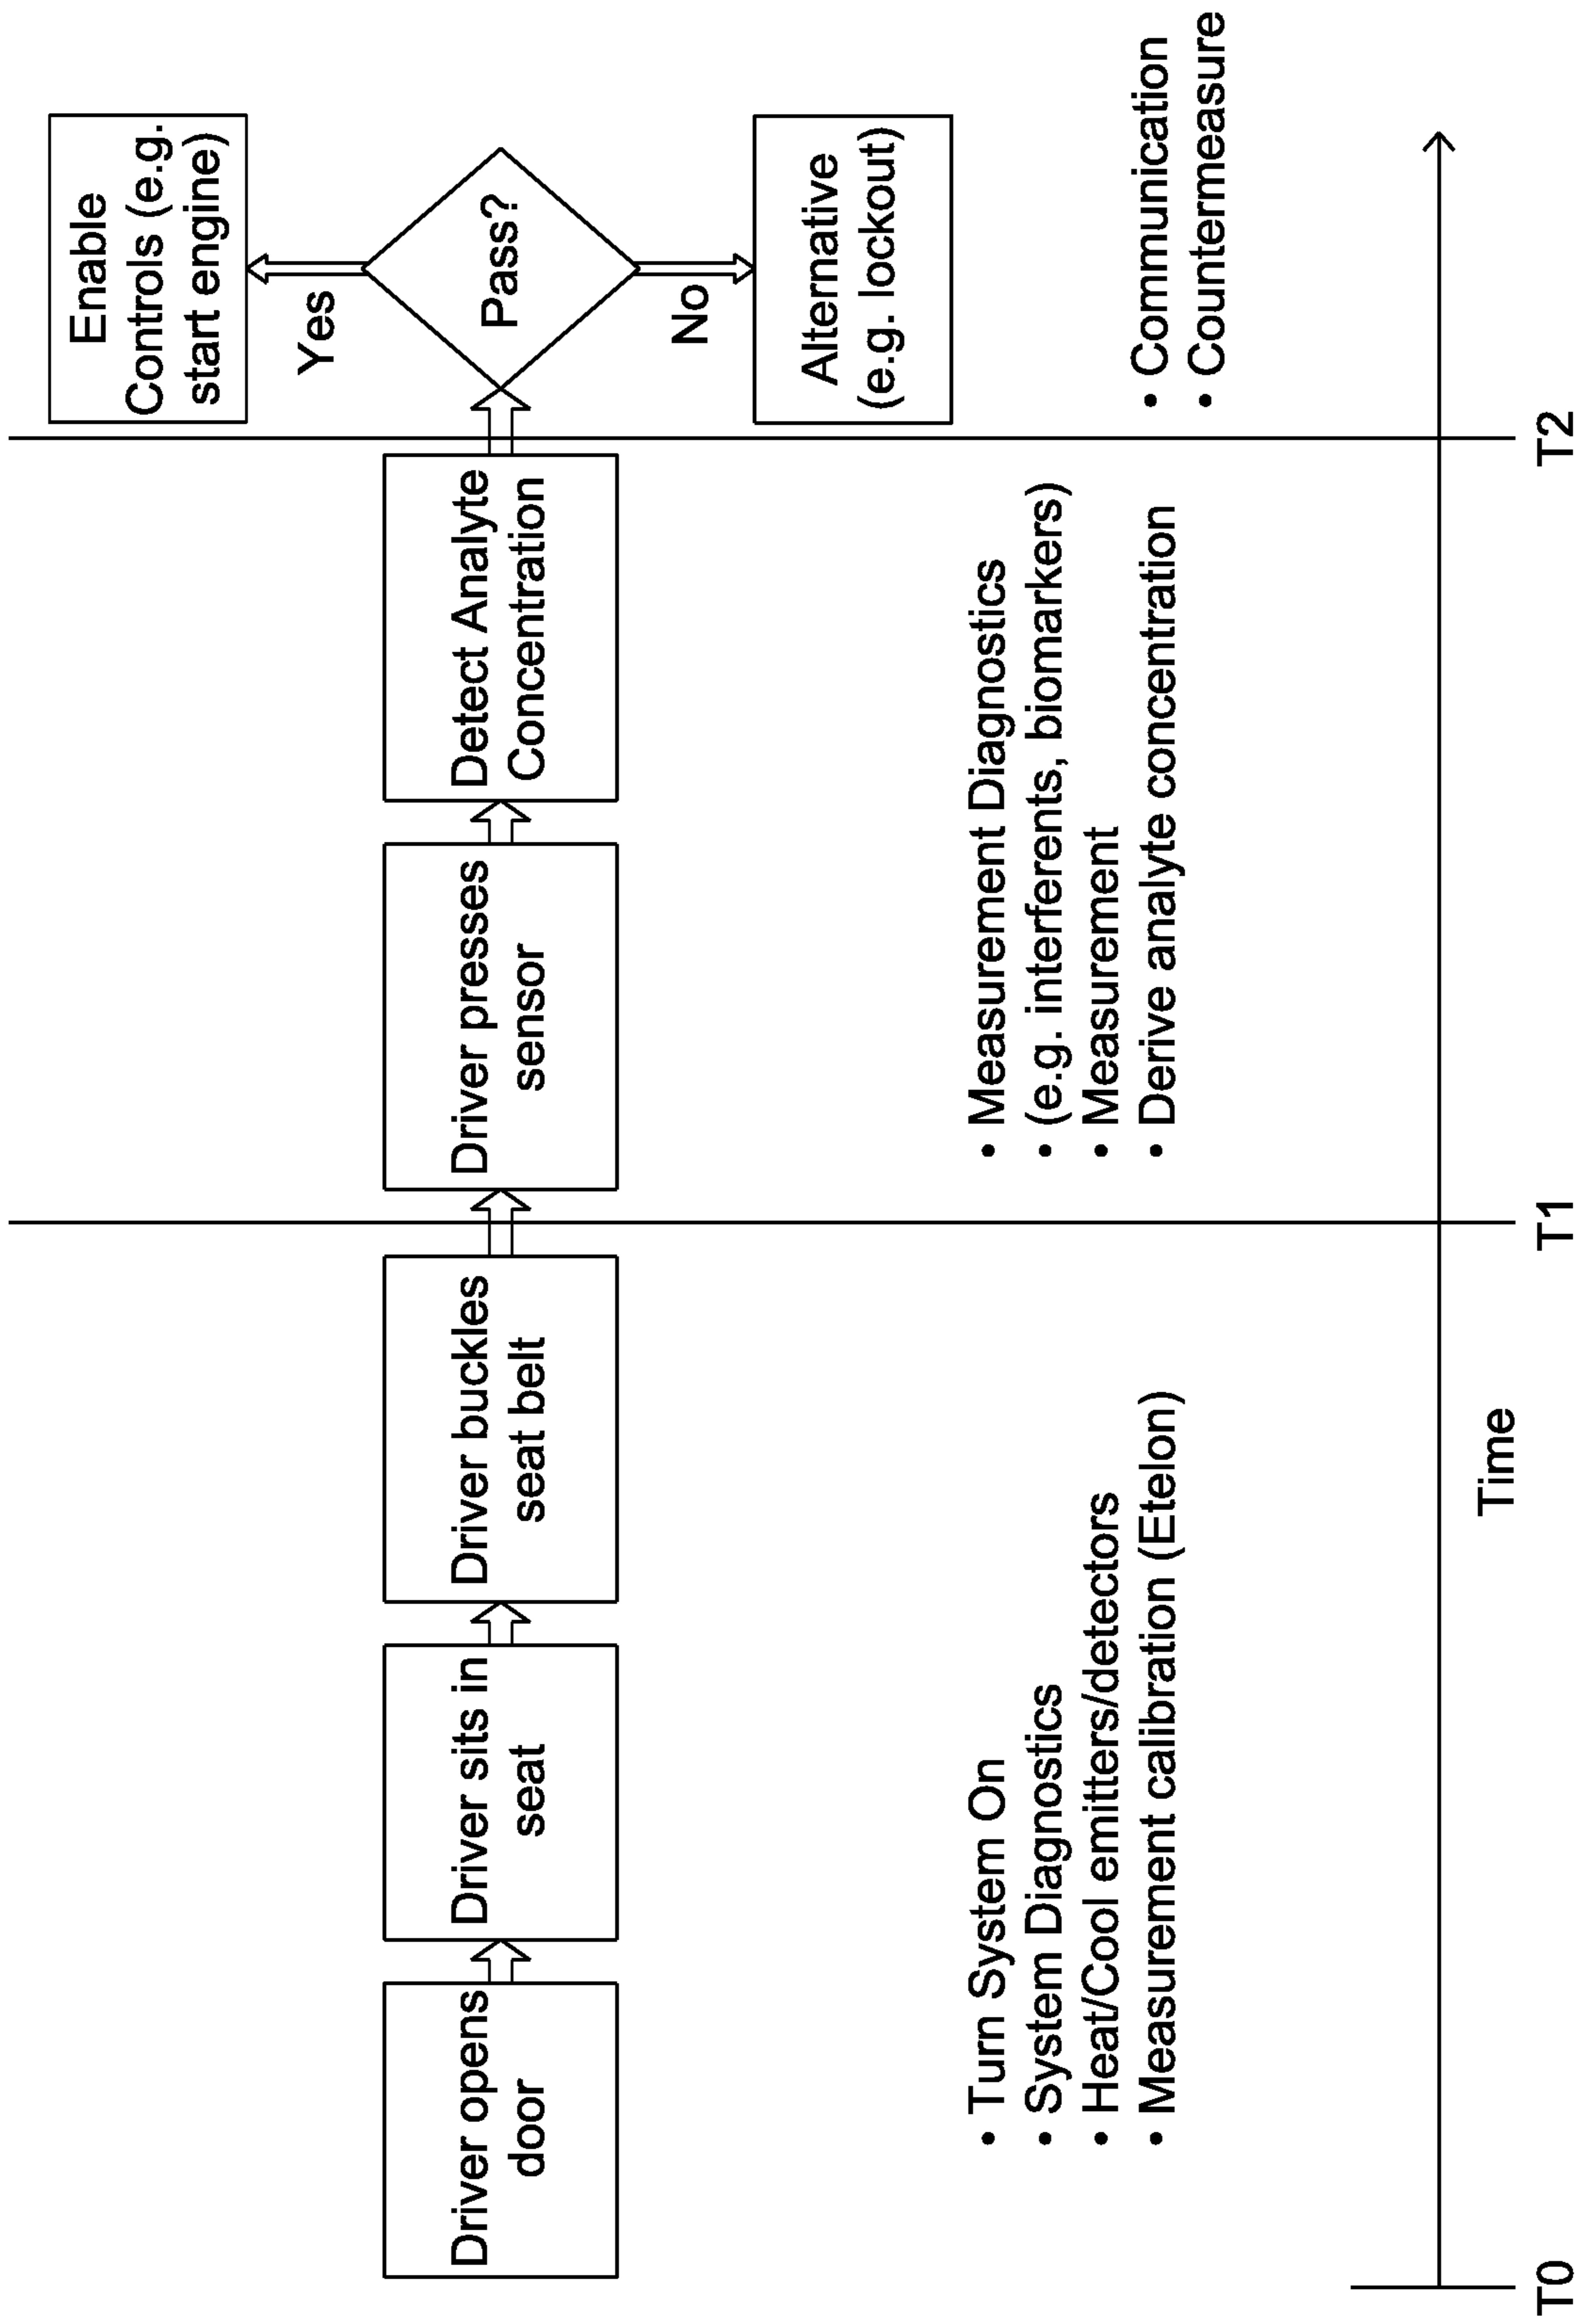 Driver opens
door
Driver sits in
seat
Driver buckles
seat belt
Driver presses
sensor
Detect Analyte
Concentration
Pass?
Yes
Enable
Controls (e.g.
start engine)
No
Alternative
(e.g. lockout)
• Turn System On
• System Diagnostics
• Heat/Cool emitters/detectors
• Measurement calibration (Etelon)
• Measurement Diagnostics
• (e.g. interferents, biomarkers)
• Measurement
• Derive analyte concentration
• Communication
• Countermeasure
T0
Time
T1
T2